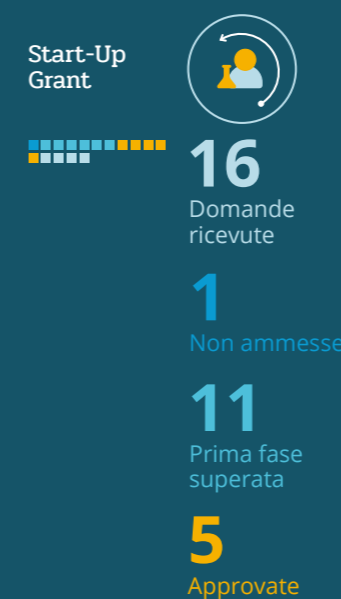 Start-Up
Grant
16
Domande
ricevute
1
Non ammesse
11
Prima fase
superata
5
Approvate